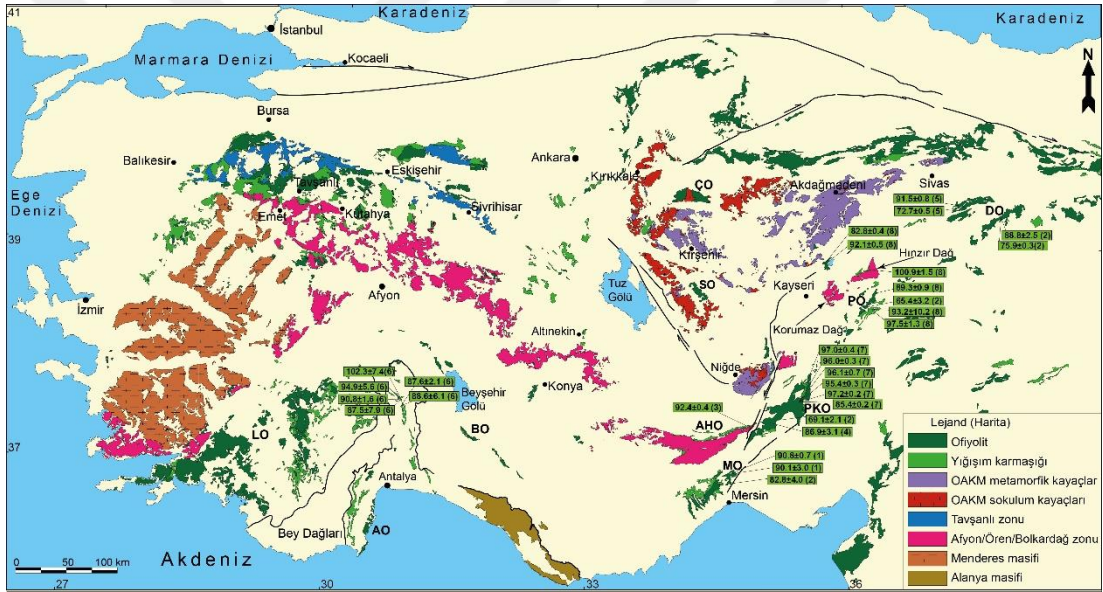 41
Karadeniz
Karadeniz
İstanbul
Marmara Denizi
Kocaeli
N
Bursa
Balıkesir
Ankara
Eskişehir
Kırıkkale
ÇO
Akdağmadeni
Sivas
Tavşanlı
Emet
Kütahya
Sivrihisar
91.5±0.8 (5)
72.7±0.5 (5)
DO
Ege
Denizi
39
Kırşehir
62.8±0.4 (8)
92.1±0.5 (8)
88.8±2.5 (2)
75.9±0.3(2)
Hınzır Dağ
Tuz
Gölü
SO
Kayseri
100.9±1.5 (8)
89.3±0.9 (8)
65.4±3.2 (2)
93.2±10.2 (8)
97.5±1.3 (8)
PO
Afyon
İzmir
Altınekin
Korumaz Dağ
Niğde
97.0±0.4 (7)
96.0±0.3 (7)
96.1±0.7 (7)
95.4±0.3 (7)
97.2±0.2 (7)
85.4±0.2 (7)
69.1±2.1 (2)
86.9±3.1 (4)
PKO
102.3±7.4(6)
94.9±5.5 (6)
90.8±1.6 (6)
87.5±7.9 (6)
87.6±2.1 (6)
85.6±6.1 (6)
Beyşehir
Gölü
Konya
92.4±0.4 (3)
AHO
LO
BO
37
MO
90.8±0.7 (1)
90.1±3.0 (1)
82.8±4.0 (2)
Mersin
Antalya
Bey Dağları
AO
Akdeniz
0 50 100 km
27
30
33
36
Lejand (Harita)
Ofiyolit
Yığışım karmaşığı
OAKM metamorfik kayaçlar
OAKM sokulum kayaçları
Tavşanlı zonu
Afyon/Ören/Bolkardağ zonu
Menderes masifi
Alanya masifi